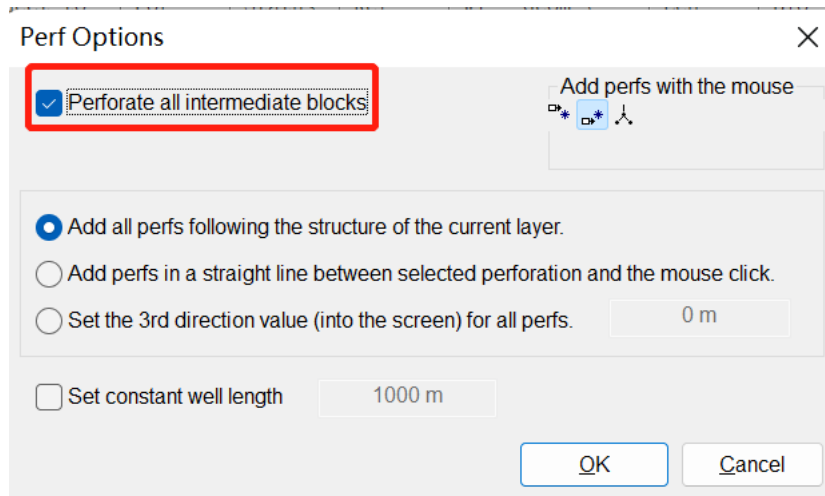 Perf Options
Perforate all intermediate blocks
Add perfs with the mouse
Add all perfs following the structure of the current layer.
Add perfs in a straight line between selected perforation and the mouse click.
Set the 3rd direction value (into the screen) for all perfs.
0 m
Set constant well length
1000 m
OK
Cancel